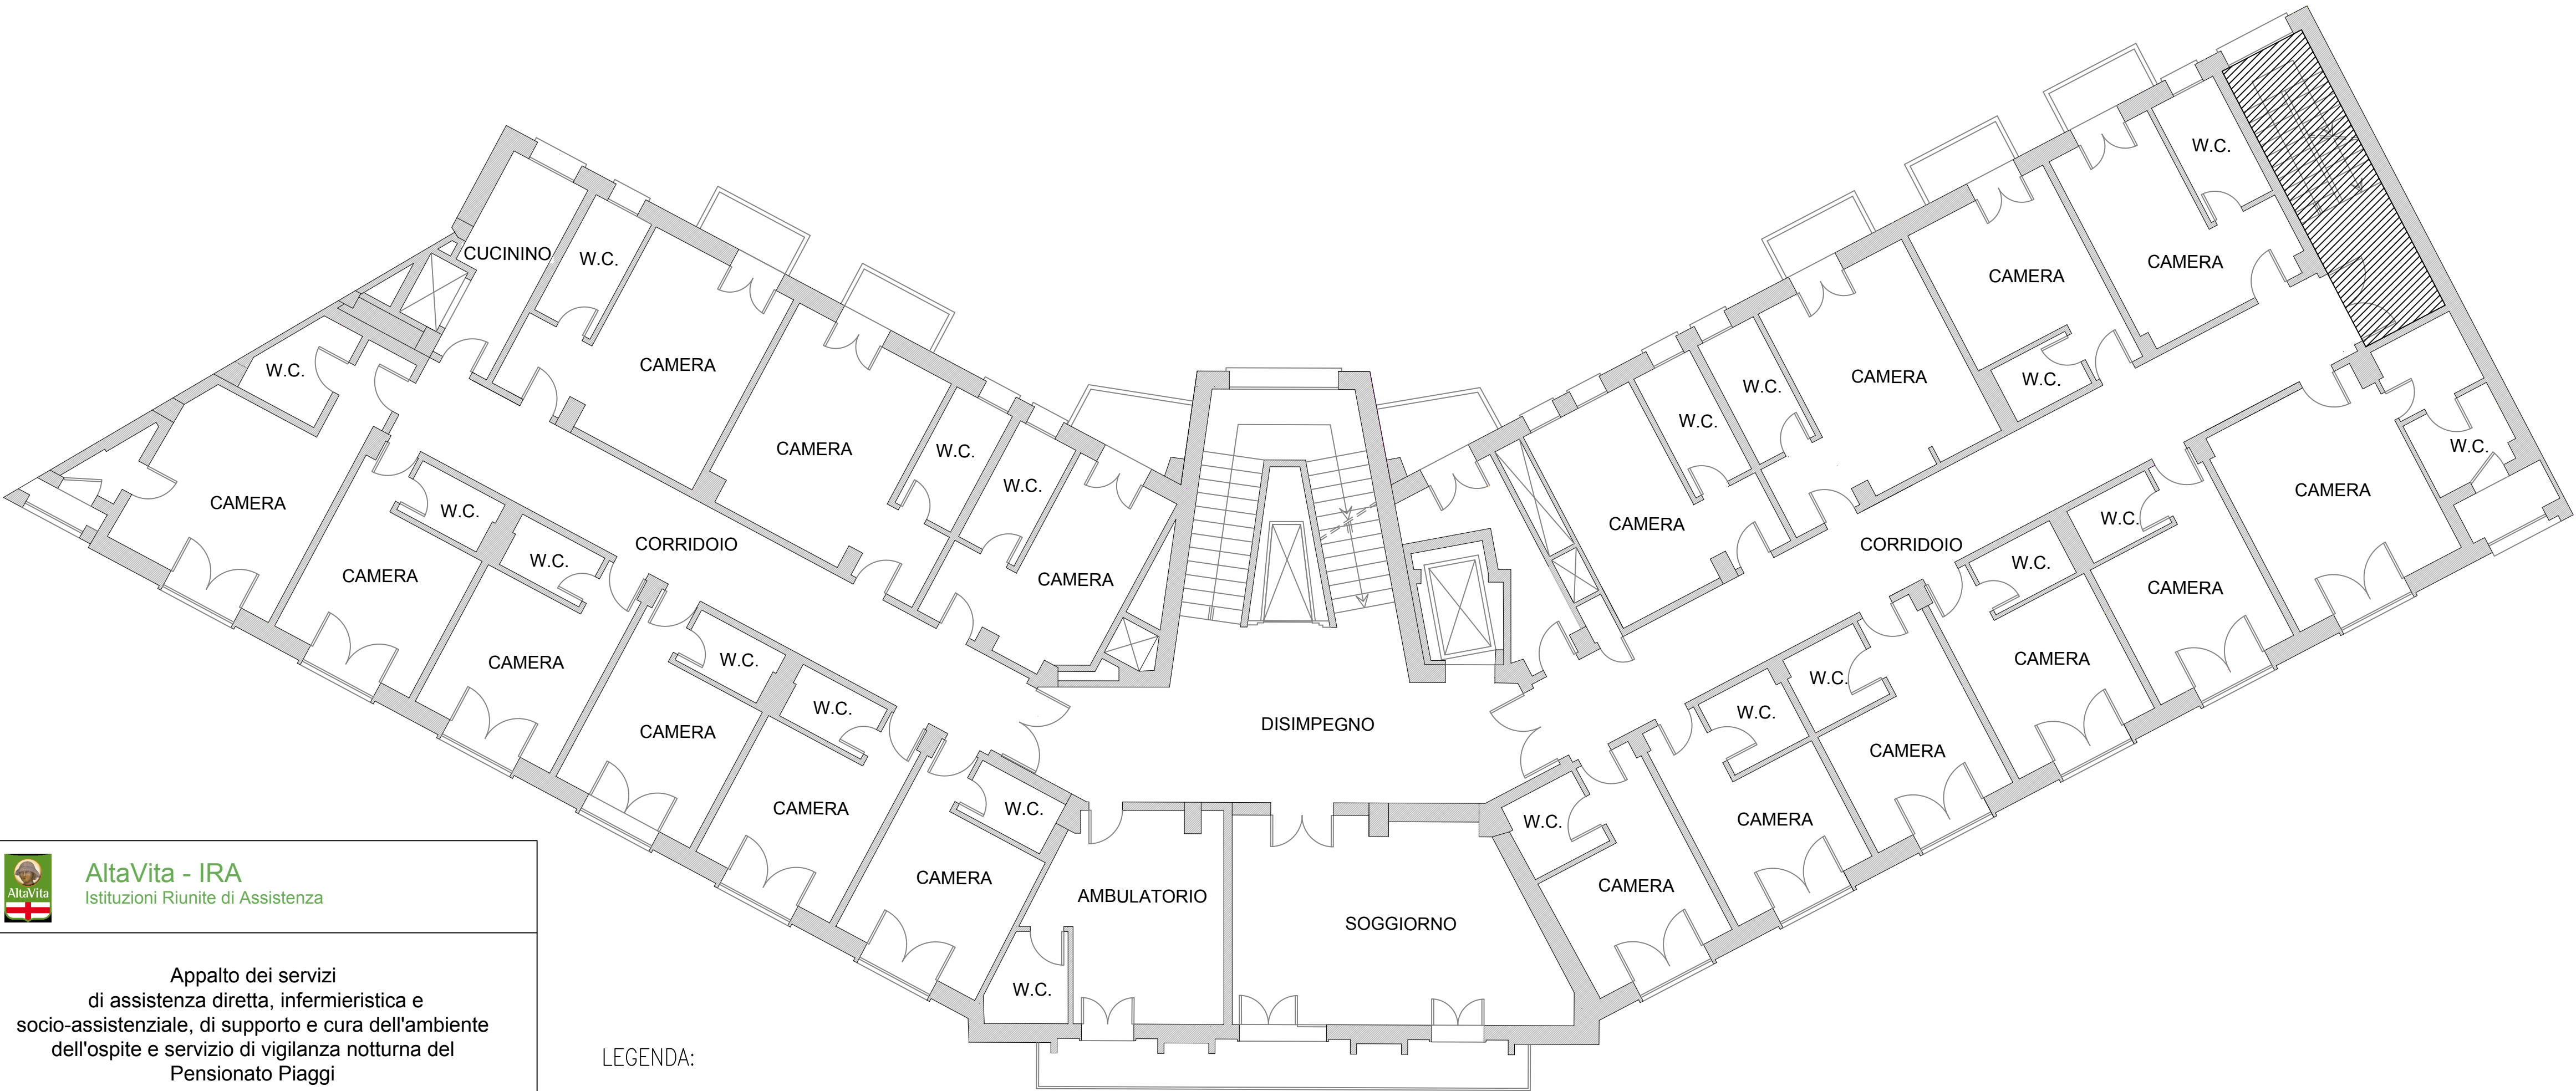 W.C.
CUCININO
W.C.
CAMERA
W.C.
CAMERA
CAMERA
W.C.
CAMERA
W.C.
W.C.
CAMERA
CAMERA
W.C.
W.C.
CAMERA
W.C.
W.C.
CAMERA
CAMERA
W.C.
W.C.
CAMERA
W.C.
CAMERA
CORRIDOIO
CAMERA
CORRIDOIO
W.C.
W.C.
CAMERA
CAMERA
CAMERA
CAMERA
W.C.
W.C.
W.C.
W.C.
CAMERA
DISIMPEGNO
CAMERA
CAMERA
W.C.
W.C.
CAMERA
CAMERA
AMBULATORIO
SOGGIORNO
CAMERA
W.C.
AltaVita
AltaVita - IRA
Istituzioni Riunite di Assistenza
Appalto dei servizi
di assistenza diretta, infermieristica e
socio-assistenziale, di supporto e cura dell'ambiente
dell'ospite e servizio di vigilanza notturna del
Pensionato Piaggi
LEGENDA: